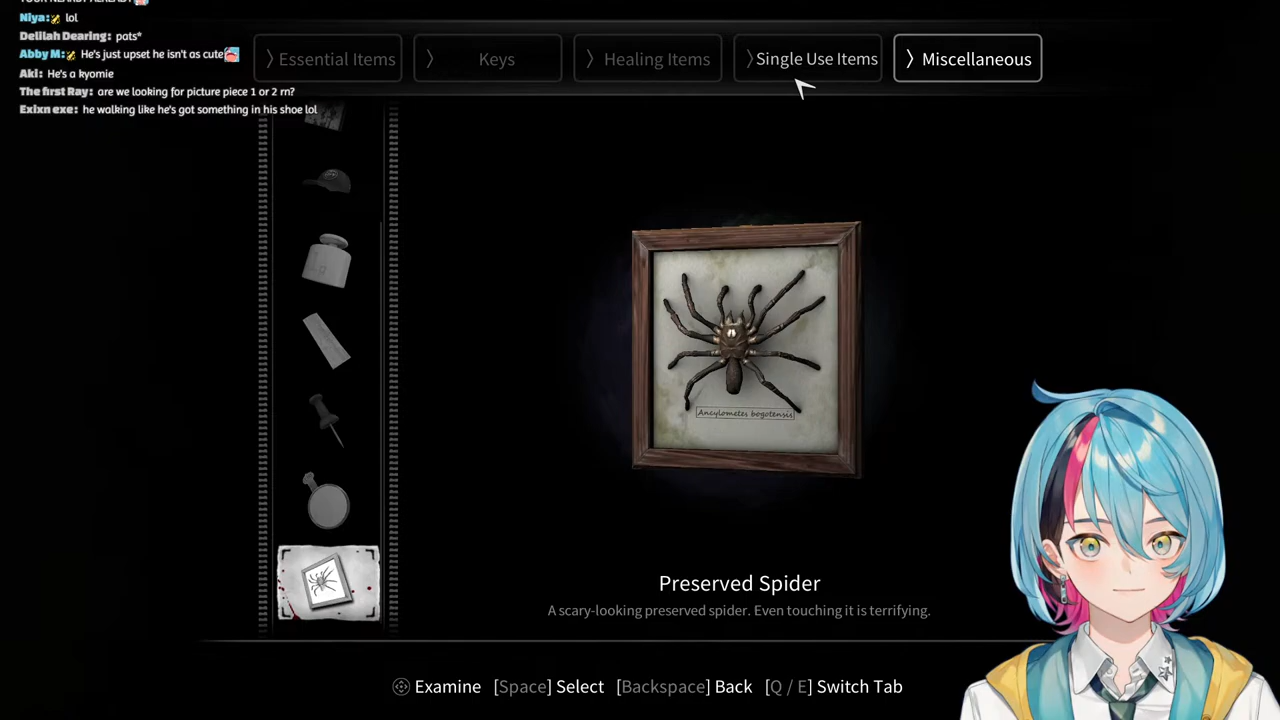 Niya: lol
Delilah Dearing: pats*
Abby M: He's just upset he isn't as cute
Aki: He's a kyomie
The first Ray: are we looking for picture piece 1 or 2 rn?
Exixn exe: he walking like he's got something in his shoe lol
Essential Items
Keys
Healing Items
Single Use Items
Miscellaneous
Ancylometes bogotensis
Preserved Spider
A scary-looking preserved spider. Even touching it is terrifying.
Examine [Space] Select [Backspace] Back [Q / E] Switch Tab